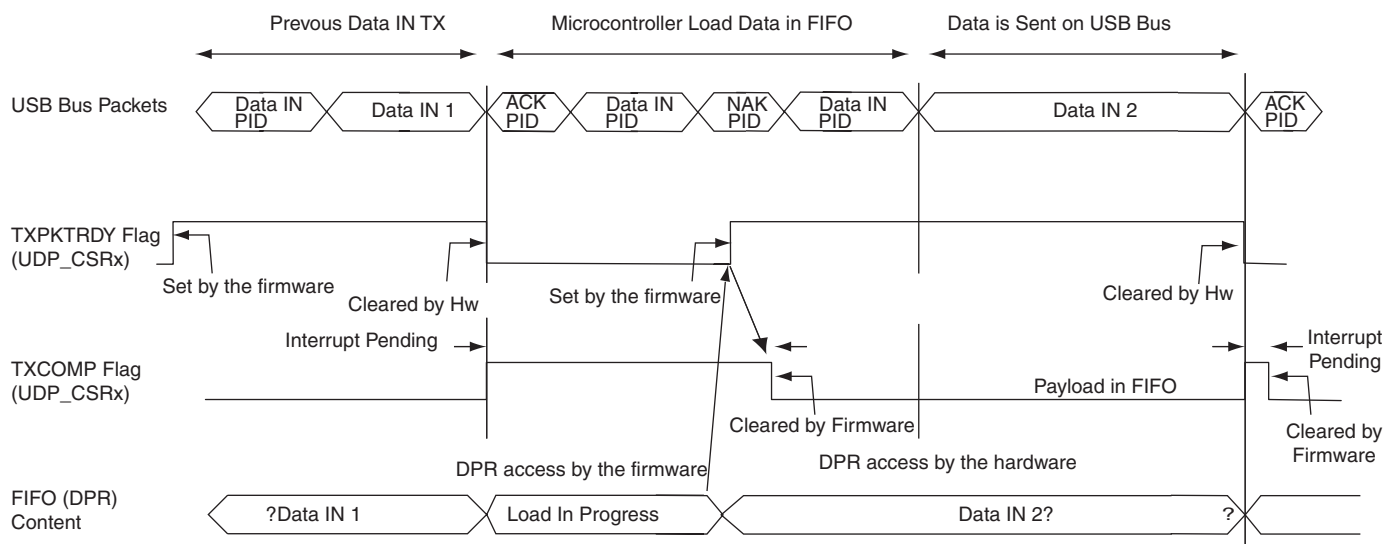 Prevous Data IN TX
Microcontroller Load Data in FIFO
Data is Sent on USB Bus
USB Bus Packets
Data IN
PID
Data IN 1
ACK
PID
Data IN
PID
NAK
PID
Data IN
PID
Data IN 2
ACK
PID
TXPKTRDY Flag
(UDP_CSRx)
Set by the firmware
Cleared by Hw
Set by the firmware
Cleared by Hw
Interrupt Pending
Interrupt
Pending
TXCOMP Flag
(UDP_CSRx)
Payload in FIFO
Cleared by Firmware
Cleared by
Firmware
DPR access by the firmware
DPR access by the hardware
FIFO (DPR)
Content
?Data IN 1
Load In Progress
Data IN 2?
?